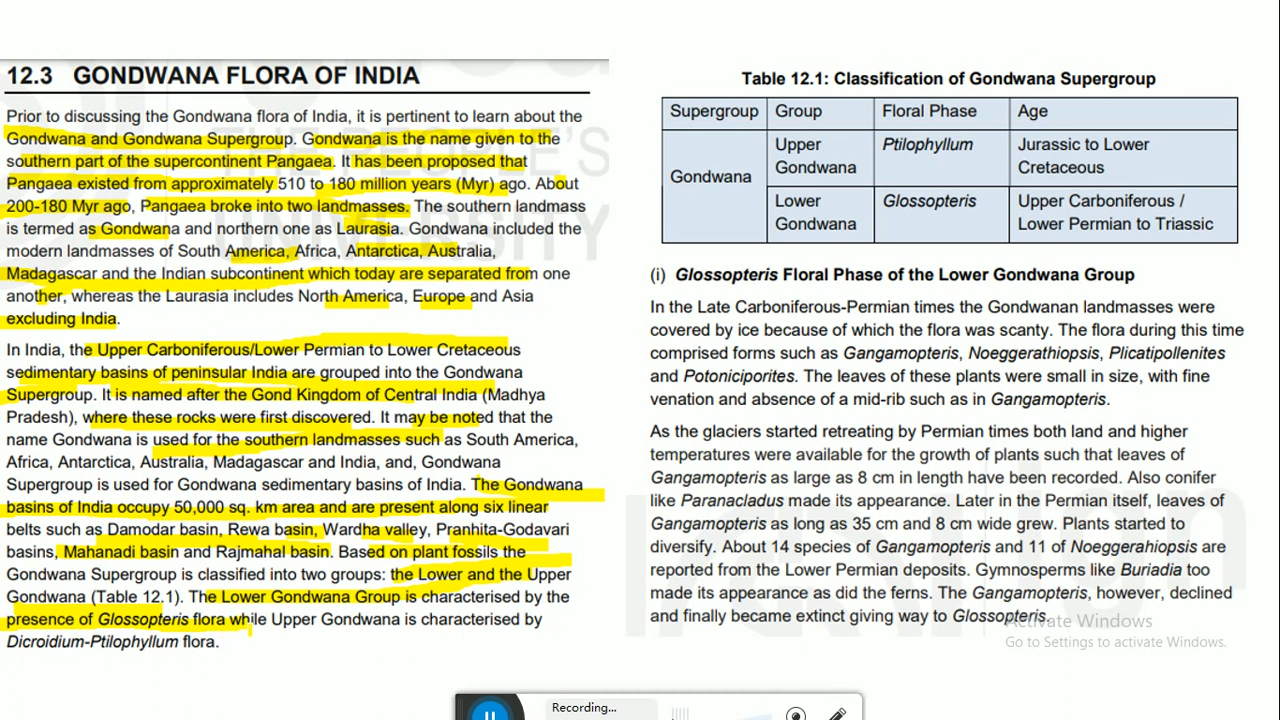 12.3 GONDWANA FLORA OF INDIA
Prior to discussing the Gondwana flora of India, it is pertinent to learn about the
Gondwana and Gondwana Supergroup. Gondwana is the name given to the
southern part of the supercontinent Pangaea. It has been proposed that
Pangaea existed from approximately 510 to 180 million years (Myr) ago. About
200-180 Myr ago, Pangaea broke into two landmasses. The southern landmass
is termed as Gondwana and northern one as Laurasia. Gondwana included the
modern landmasses of South America, Africa, Antarctica, Australia,
Madagascar and the Indian subcontinent which today are separated from one
another, whereas the Laurasia includes North America, Europe and Asia
excluding India.
In India, the Upper Carboniferous/Lower Permian to Lower Cretaceous
sedimentary basins of peninsular India are grouped into the Gondwana
Supergroup. It is named after the Gond Kingdom of Central India (Madhya
Pradesh), where these rocks were first discovered. It may be noted that the
name Gondwana is used for the southern landmasses such as South America,
Africa, Antarctica, Australia, Madagascar and India, and, Gondwana
Supergroup is used for Gondwana sedimentary basins of India. The Gondwana
basins of India occupy 50,000 sq. km area and are present along six linear
belts such as Damodar basin, Rewa basin, Wardha valley, Pranhita-Godavari
basins, Mahanadi basin and Rajmahal basin. Based on plant fossils the
Gondwana Supergroup is classified into two groups: the Lower and the Upper
Gondwana (Table 12.1). The Lower Gondwana Group is characterised by the
presence of Glossopteris flora while Upper Gondwana is characterised by
Dicroidium-Ptilophyllum flora.
THE PEOPLE'S
UNIVERSITY
Table 12.1: Classification of Gondwana Supergroup
Supergroup Group Floral Phase Age
Gondwana
Upper Gondwana Ptilophyllum Jurassic to Lower Cretaceous
Lower Gondwana Glossopteris Upper Carboniferous / Lower Permian to Triassic
(i) Glossopteris Floral Phase of the Lower Gondwana Group
In the Late Carboniferous-Permian times the Gondwanan landmasses were
covered by ice because of which the flora was scanty. The flora during this time
comprised forms such as Gangamopteris, Noeggerathiopsis, Plicatipollenites
and Potoniciporites. The leaves of these plants were small in size, with fine
venation and absence of a mid-rib such as in Gangamopteris.
As the glaciers started retreating by Permian times both land and higher
temperatures were available for the growth of plants such that leaves of
Gangamopteris as large as 8 cm in length have been recorded. Also conifer
like Paranacladus made its appearance. Later in the Permian itself, leaves of
Gangamopteris as long as 35 cm and 8 cm wide grew. Plants started to
diversify. About 14 species of Gangamopteris and 11 of Noeggerahiopsis are
reported from the Lower Permian deposits. Gymnosperms like Buriadia too
made its appearance as did the ferns. The Gangamopteris, however, declined
and finally became extinct giving way to Glossopteris.
Activate Windows
Go to Settings to activate Windows.
Recording...